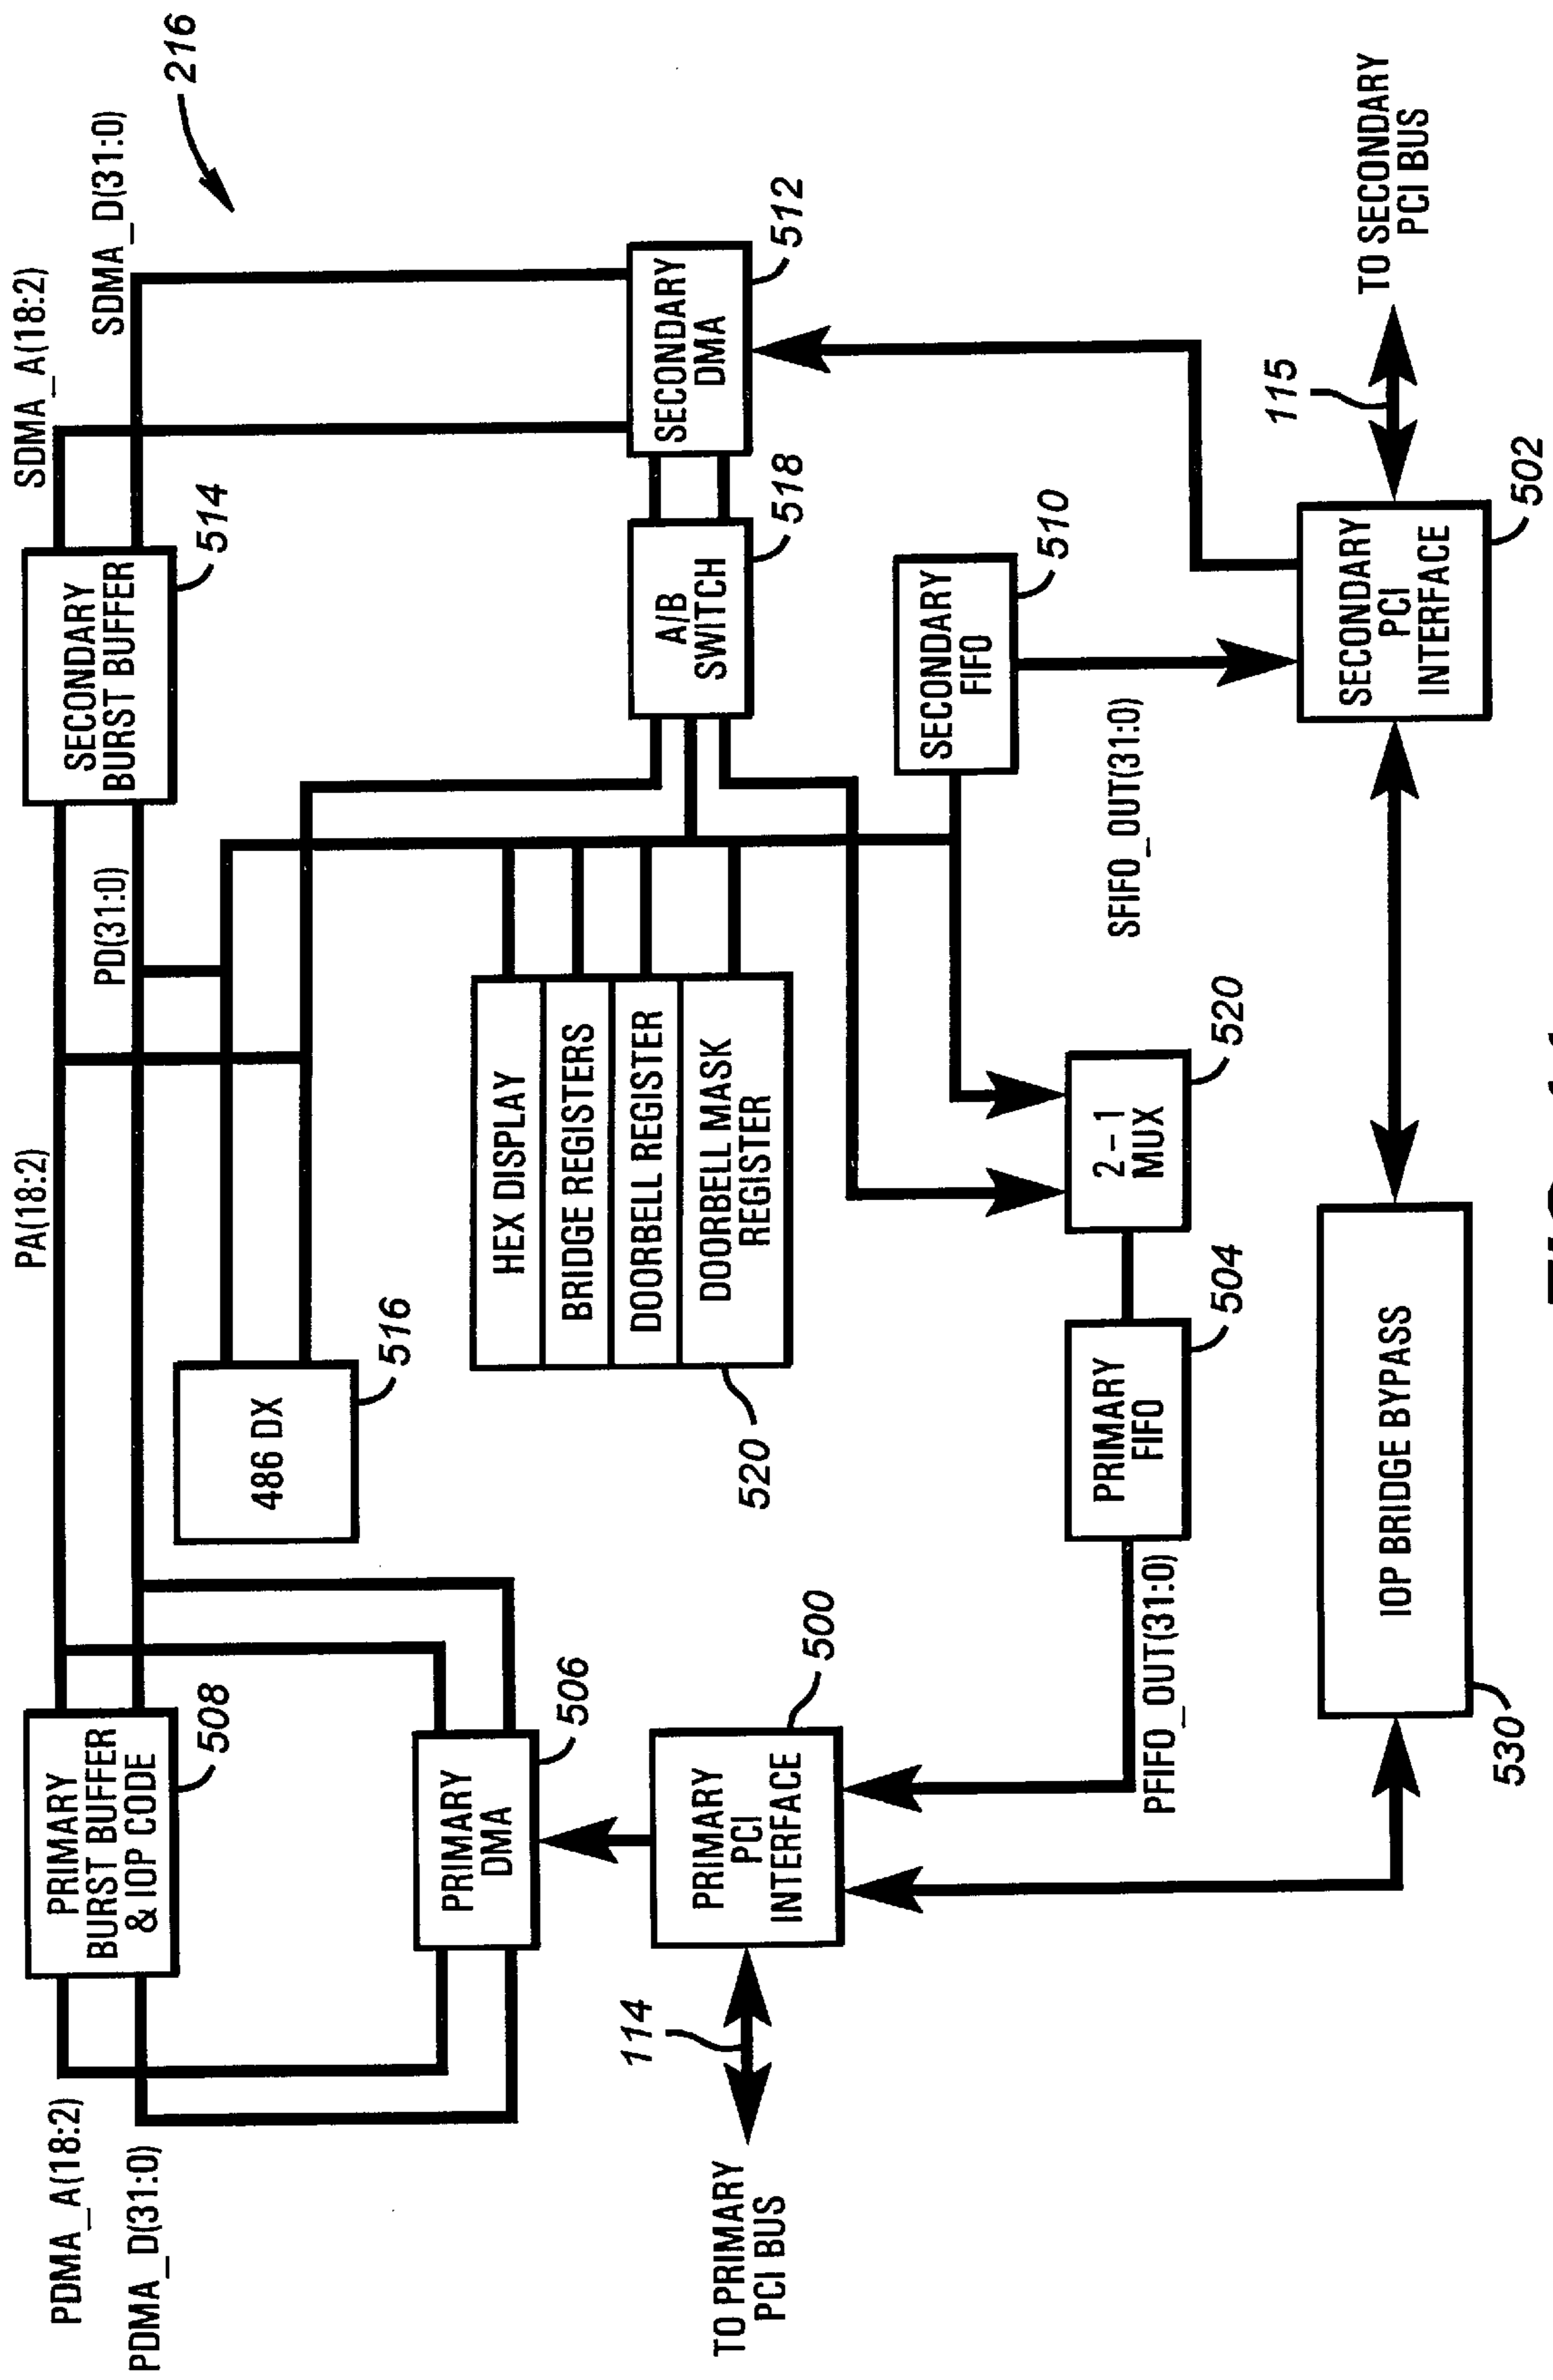 216
SDMA_A(18:2)
SDMA_D(31:0)
PA(18:2)
PD(31:0)
PDMA_A(18:2)
PDMA_D(31:0)
PRIMARY
BURST BUFFER
& IOP CODE
508
SECONDARY
BURST BUFFER
514
486 DX
516
PRIMARY
DMA
506
HEX DISPLAY
BRIDGE REGISTERS
DOORBELL REGISTER
DOORBELL MASK
REGISTER
520
A/B
SWITCH
518
SECONDARY
DMA
512
TO PRIMARY
PCI BUS
114
PRIMARY
PCI
INTERFACE
500
SECONDARY
FIFO
510
PRIMARY
FIFO
504
2-1
MUX
520
PFIFO_OUT(31:0)
SFIFO_OUT(31:0)
IOP BRIDGE BYPASS
530
SECONDARY
PCI
INTERFACE
502
115
TO SECONDARY
PCI BUS